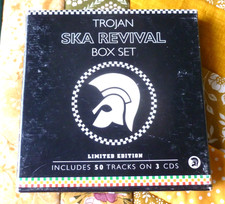 TROJAN
SKA REVIVAL
BOX SET
LIMITED EDITION
INCLUDES 50 TRACKS ON 3 CDS